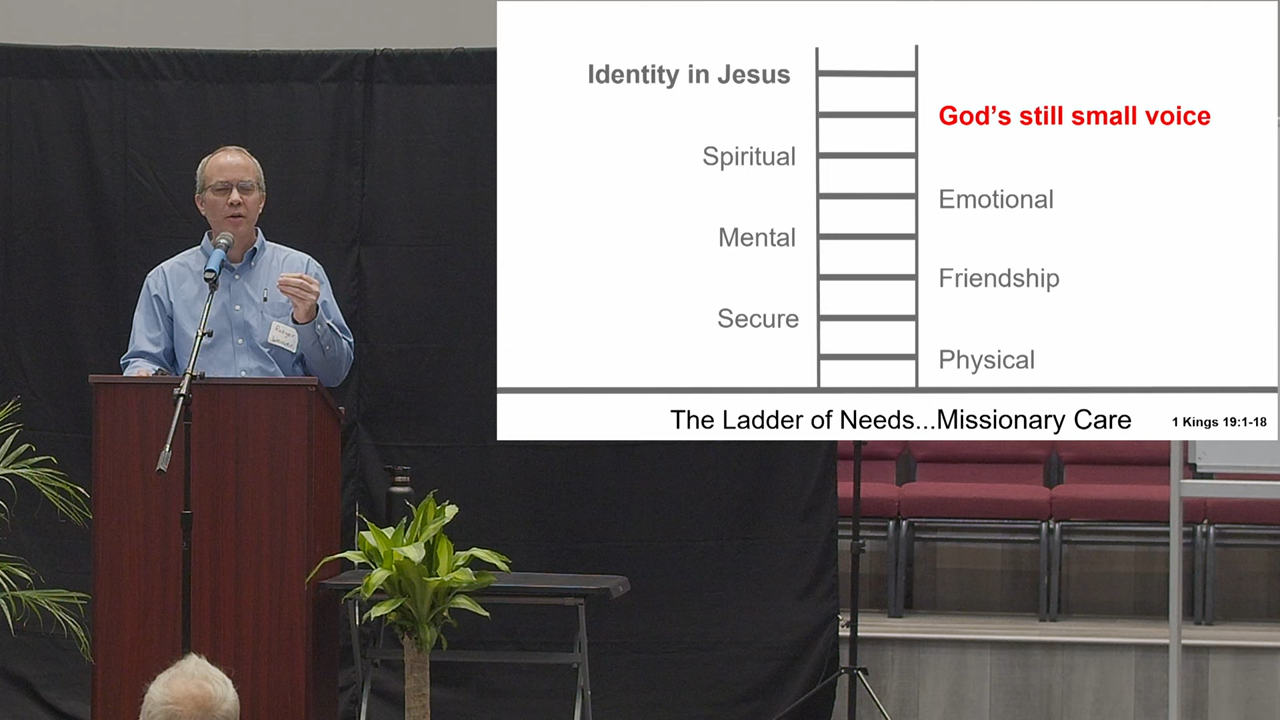 Identity in Jesus
God's still small voice
Spiritual
Emotional
Mental
Friendship
Secure
Physical
The Ladder of Needs...Missionary Care
1 Kings 19:1-18